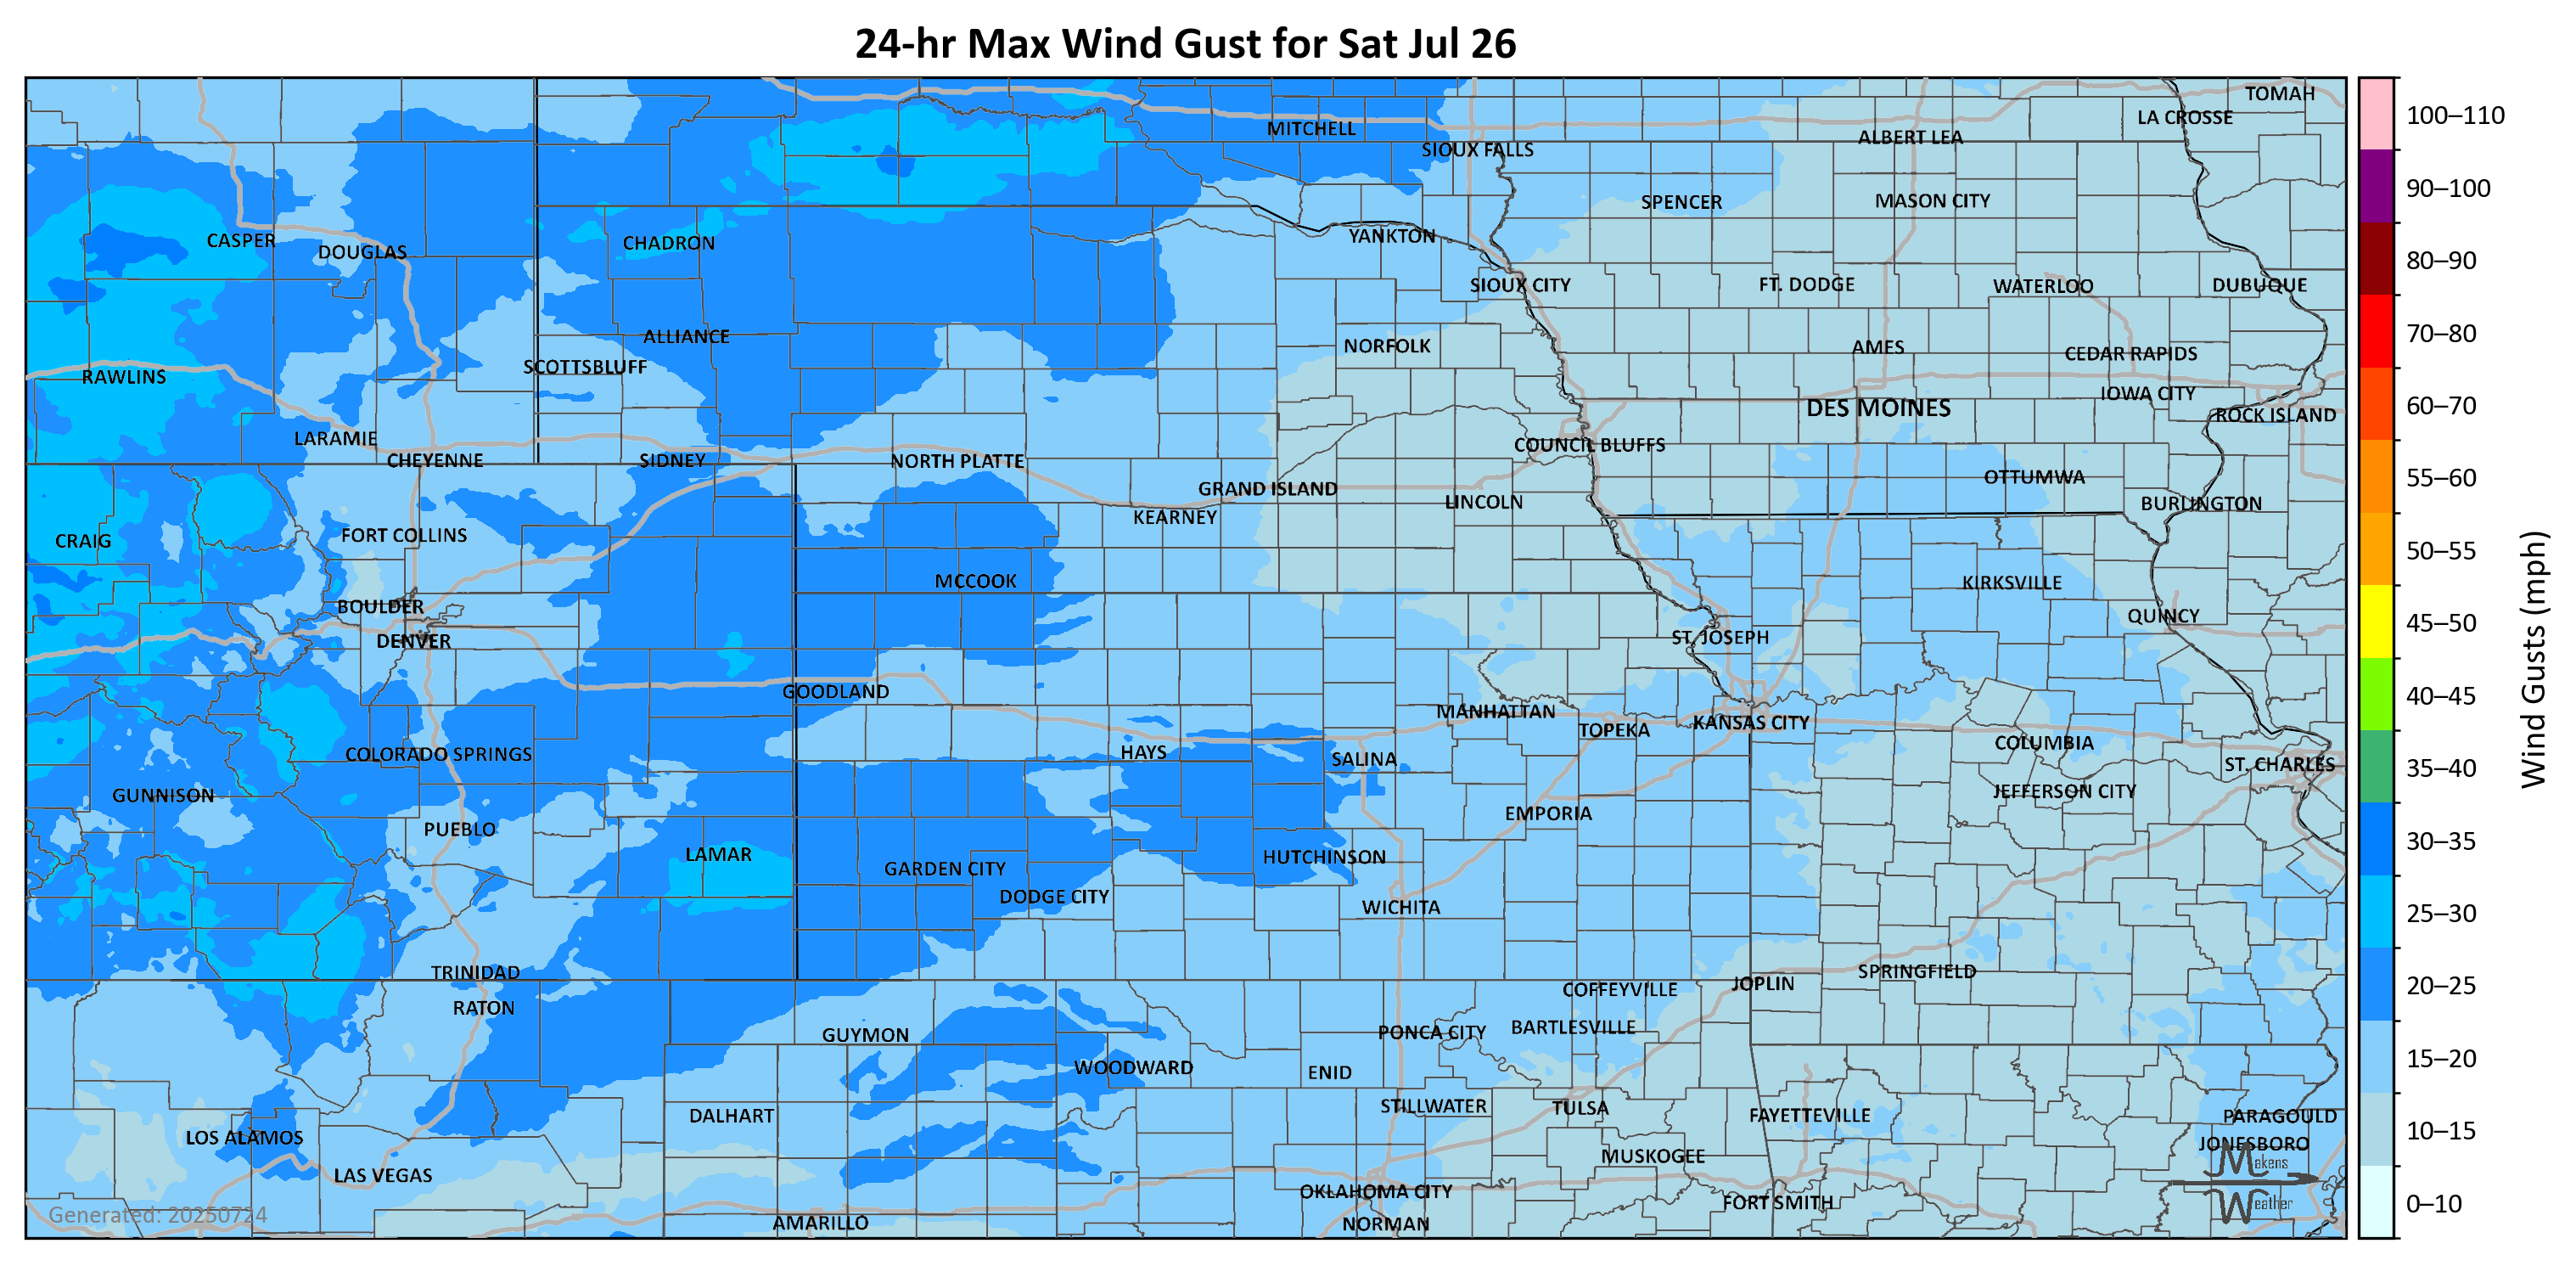 24-hr Max Wind Gust for Sat Jul 26
TOMAH
LA CROSSE
MITCHELL
ALBERT LEA
SIOUX FALLS
SPENCER
MASON CITY
CASPER
DOUGLAS
CHADRON
YANKTON
SIOUX CITY
FT. DODGE
WATERLOO
DUBUQUE
ALLIANCE
NORFOLK
AMES
CEDAR RAPIDS
SCOTTSBLUFF
RAWLINS
IOWA CITY
DES MOINES
ROCK ISLAND
LARAMIE
COUNCIL BLUFFS
CHEYENNE
SIDNEY
NORTH PLATTE
OTTUMWA
GRAND ISLAND
LINCOLN
BURLINGTON
KEARNEY
FORT COLLINS
CRAIG
MCCOOK
KIRKSVILLE
BOULDER
QUINCY
DENVER
ST. JOSEPH
GOODLAND
MANHATTAN
TOPEKA
KANSAS CITY
COLUMBIA
COLORADO SPRINGS
HAYS
SALINA
ST. CHARLES
GUNNISON
JEFFERSON CITY
EMPORIA
PUEBLO
LAMAR
HUTCHINSON
GARDEN CITY
DODGE CITY
WICHITA
TRINIDAD
SPRINGFIELD
JOPLIN
COFFEYVILLE
RATON
GUYMON
PONCA CITY
BARTLESVILLE
WOODWARD
ENID
DALHART
STILLWATER
TULSA
FAYETTEVILLE
PARAGOULD
LOS ALAMOS
JONESBORO
MUSKOGEE
LAS VEGAS
OKLAHOMA CITY
FORT SMITH
AMARILLO
NORMAN
Generated: 20250724
Makens
Weather
100–110
90–100
80–90
70–80
60–70
55–60
50–55
45–50
40–45
35–40
30–35
25–30
20–25
15–20
10–15
0–10
Wind Gusts (mph)